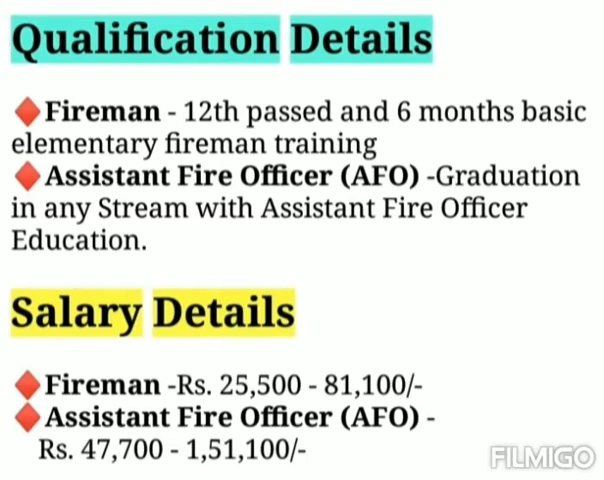 Qualification Details
♦Fireman - 12th passed and 6 months basic
elementary fireman training
♦Assistant Fire Officer (AFO) -Graduation
in any Stream with Assistant Fire Officer
Education.
Salary Details
♦Fireman -Rs. 25,500 - 81,100/-
♦Assistant Fire Officer (AFO) -
Rs. 47,700 - 1,51,100/-
FILMIGO